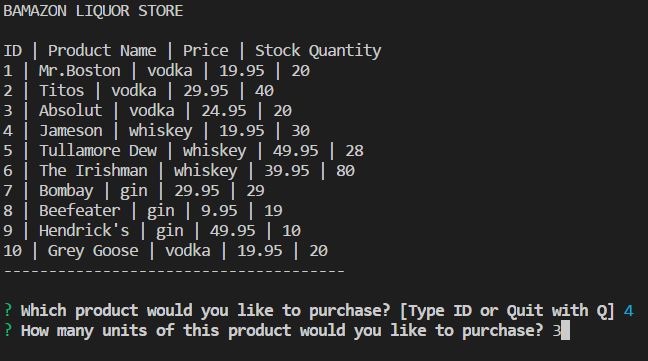 BAMAZON LIQUOR STORE
ID | Product Name | Price | Stock Quantity
1 | Mr.Boston | vodka | 19.95 | 20
2 | Titos | vodka | 29.95 | 40
3 | Absolut | vodka | 24.95 | 20
4 | Jameson | whiskey | 19.95 | 30
5 | Tullamore Dew | whiskey | 49.95 | 28
6 | The Irishman | whiskey | 39.95 | 80
7 | Bombay | gin | 29.95 | 29
8 | Beefeater | gin | 9.95 | 19
9 | Hendrick's | gin | 49.95 | 10
10 | Grey Goose | vodka | 19.95 | 20
--------------------------------------
? Which product would you like to purchase? [Type ID or Quit with Q] 4
? How many units of this product would you like to purchase? 3